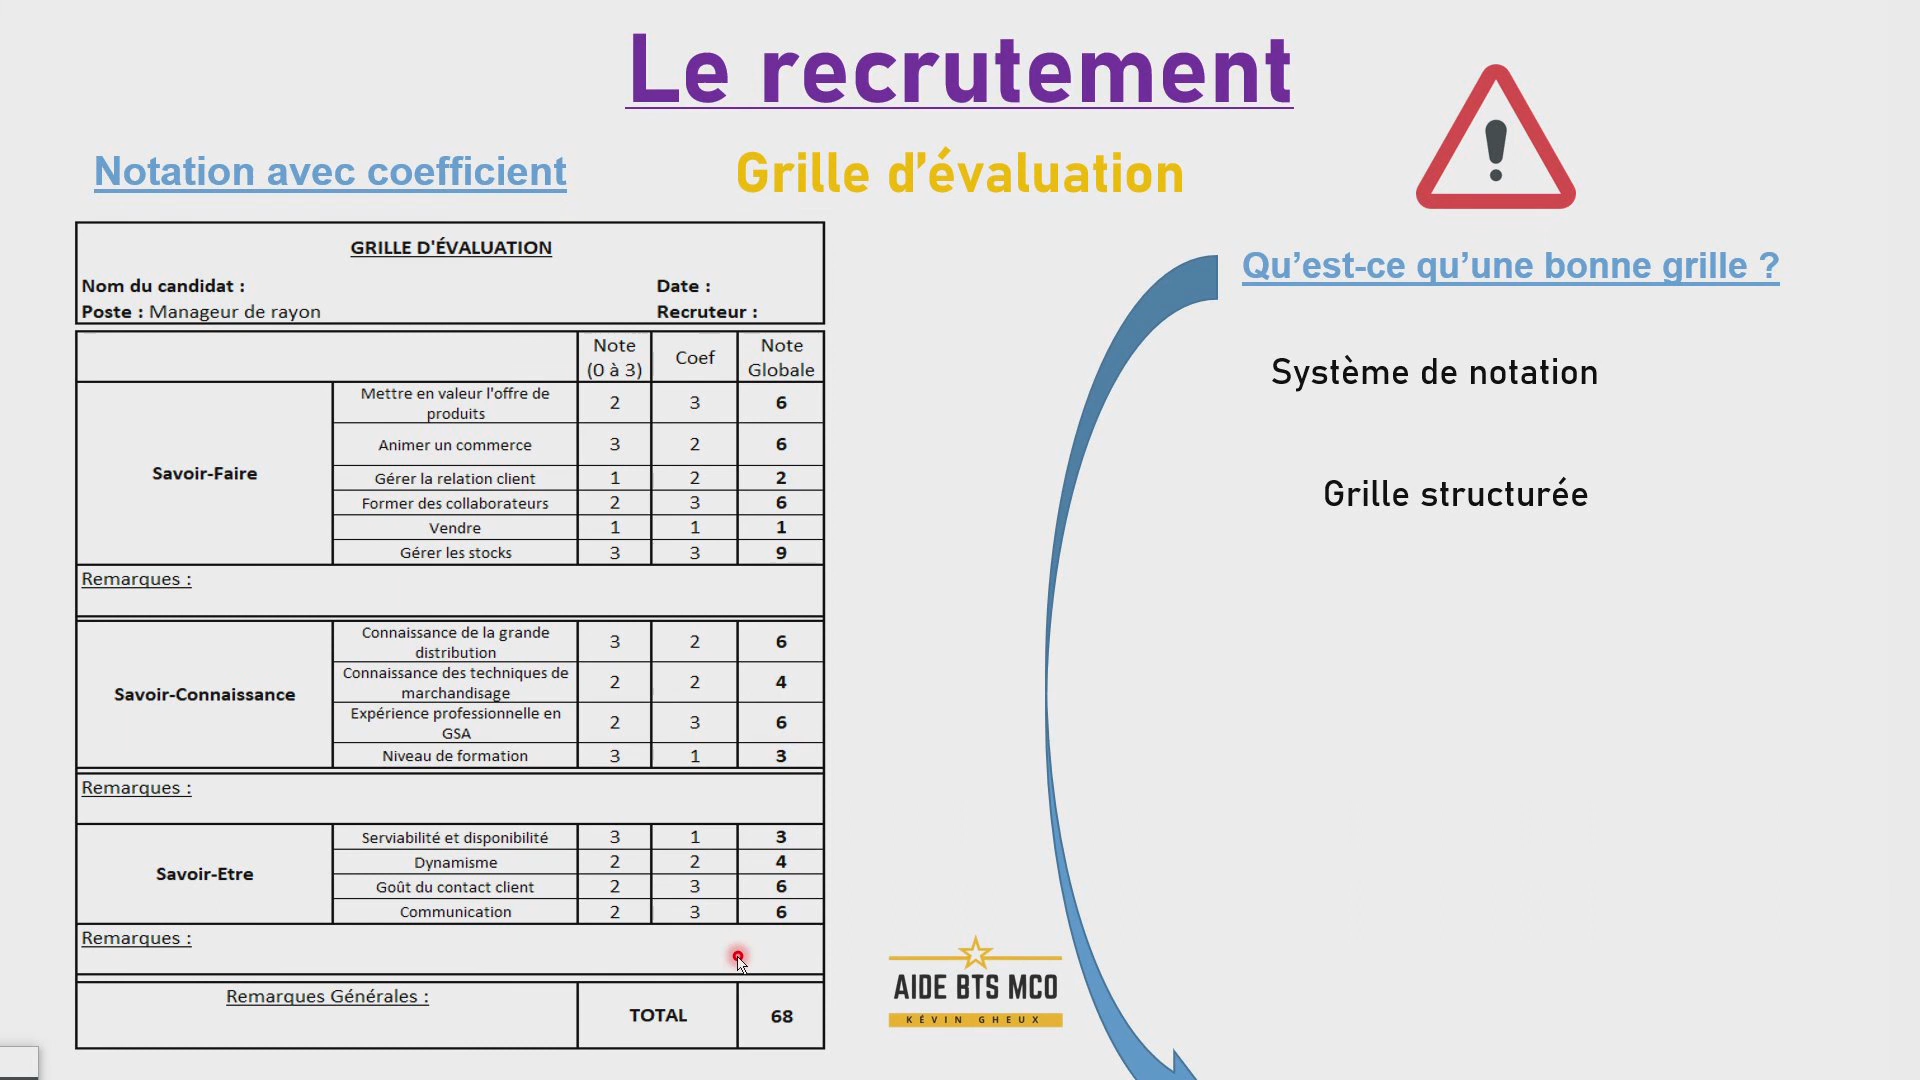 Le recrutement
Notation avec coefficient
Grille d'évaluation
GRILLE D'ÉVALUATION
Nom du candidat : Date :
Poste : Manageur de rayon Recruteur :
Note (0 à 3) Coef Note Globale
Savoir-Faire
Mettre en valeur l'offre de produits 2 3 6
Animer un commerce 3 2 6
Gérer la relation client 1 2 2
Former des collaborateurs 2 3 6
Vendre 1 1 1
Gérer les stocks 3 3 9
Remarques :
Savoir-Connaissance
Connaissance de la grande distribution 3 2 6
Connaissance des techniques de marchandisage 2 2 4
Expérience professionnelle en GSA 2 3 6
Niveau de formation 3 1 3
Remarques :
Savoir-Etre
Serviabilité et disponibilité 3 1 3
Dynamisme 2 2 4
Goût du contact client 2 3 6
Communication 2 3 6
Remarques :
Remarques Générales : TOTAL 68
Qu'est-ce qu'une bonne grille ?
Système de notation
Grille structurée
AIDE BTS MCO
KÉVIN GHEUX